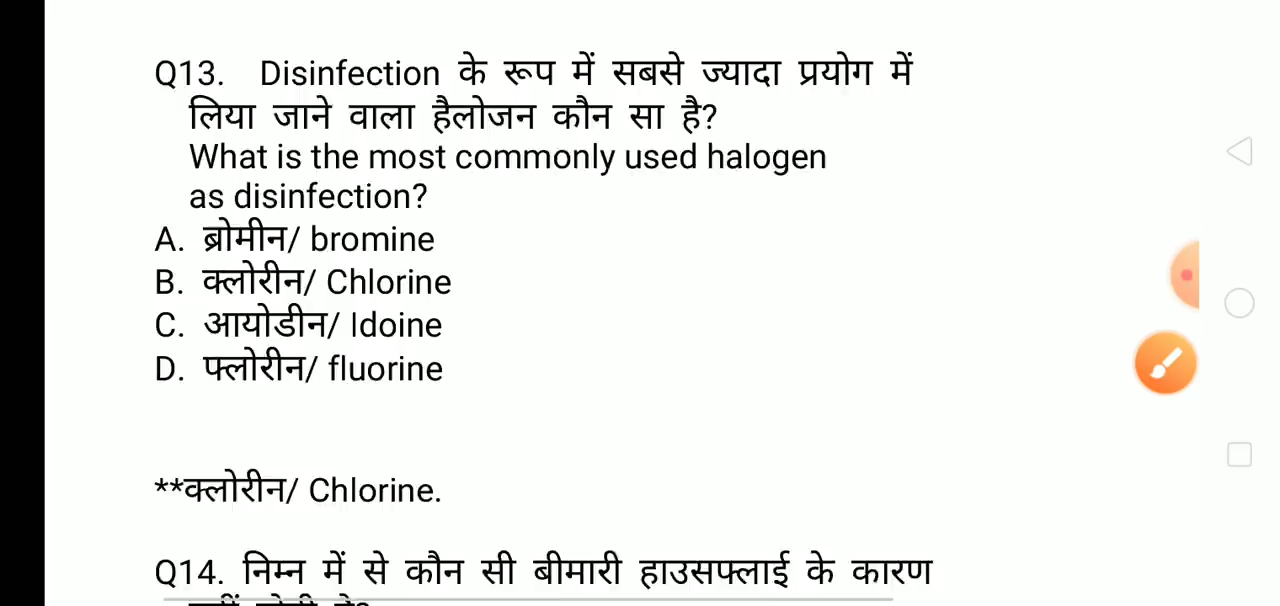 Q13. Disinfection के रूप में सबसे ज्यादा प्रयोग में
लिया जाने वाला हैलोजन कौन सा है?
What is the most commonly used halogen
as disinfection?
A. ब्रोमीन/ bromine
B. क्लोरीन/ Chlorine
C. आयोडीन/ Idoine
D. फ्लोरीन/ fluorine
**क्लोरीन/ Chlorine.
Q14. निम्न में से कौन सी बीमारी हाउसफ्लाई के कारण